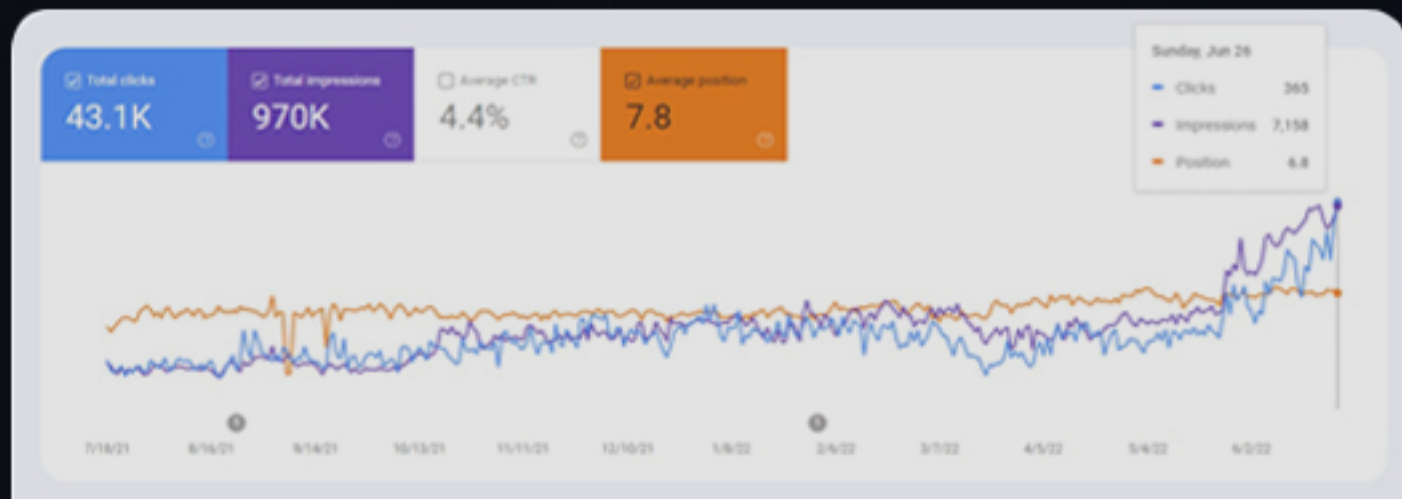 Total clicks
43.1K
Total impressions
970K
Average CTR
4.4%
Average position
7.8
Sunday, Jun 26
Clicks 365
Impressions 7,158
Position 6.8
7/18/21 8/16/21 9/14/21 10/13/21 11/11/21 12/10/21 1/8/22 2/6/22 3/7/22 4/5/22 5/4/22 6/2/22